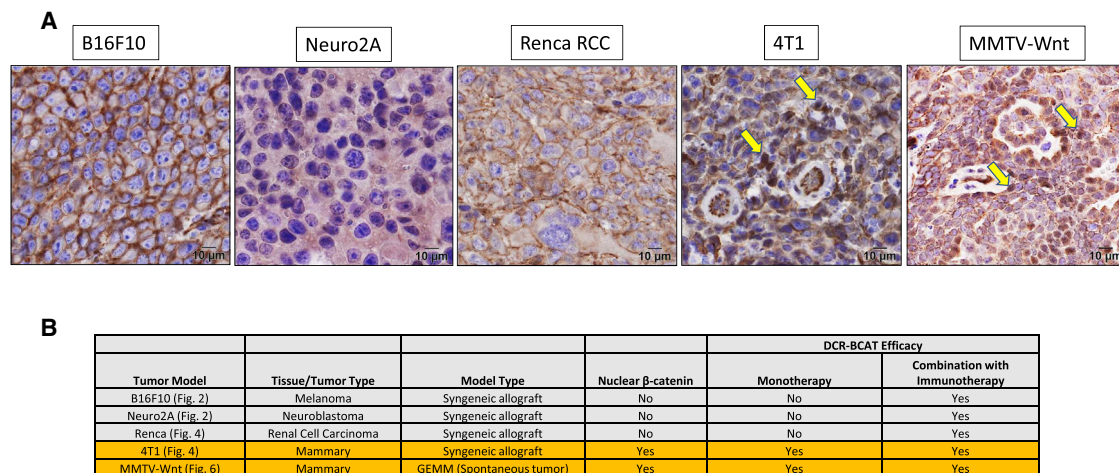 A
B16F10
Neuro2A
Renca RCC
4T1
MMTV-Wnt
10 µm
10 µm
10 µm
10 µm
10 µm
B
DCR-BCAT Efficacy
Tumor Model Tissue/Tumor Type Model Type Nuclear β-catenin Monotherapy Combination with Immunotherapy
B16F10 (Fig. 2) Melanoma Syngeneic allograft No No Yes
Neuro2A (Fig. 2) Neuroblastoma Syngeneic allograft No No Yes
Renca (Fig. 4) Renal Cell Carcinoma Syngeneic allograft No No Yes
4T1 (Fig. 4) Mammary Syngeneic allograft Yes Yes Yes
MMTV-Wnt (Fig. 6) Mammary GEMM (Spontaneous tumor) Yes Yes Yes